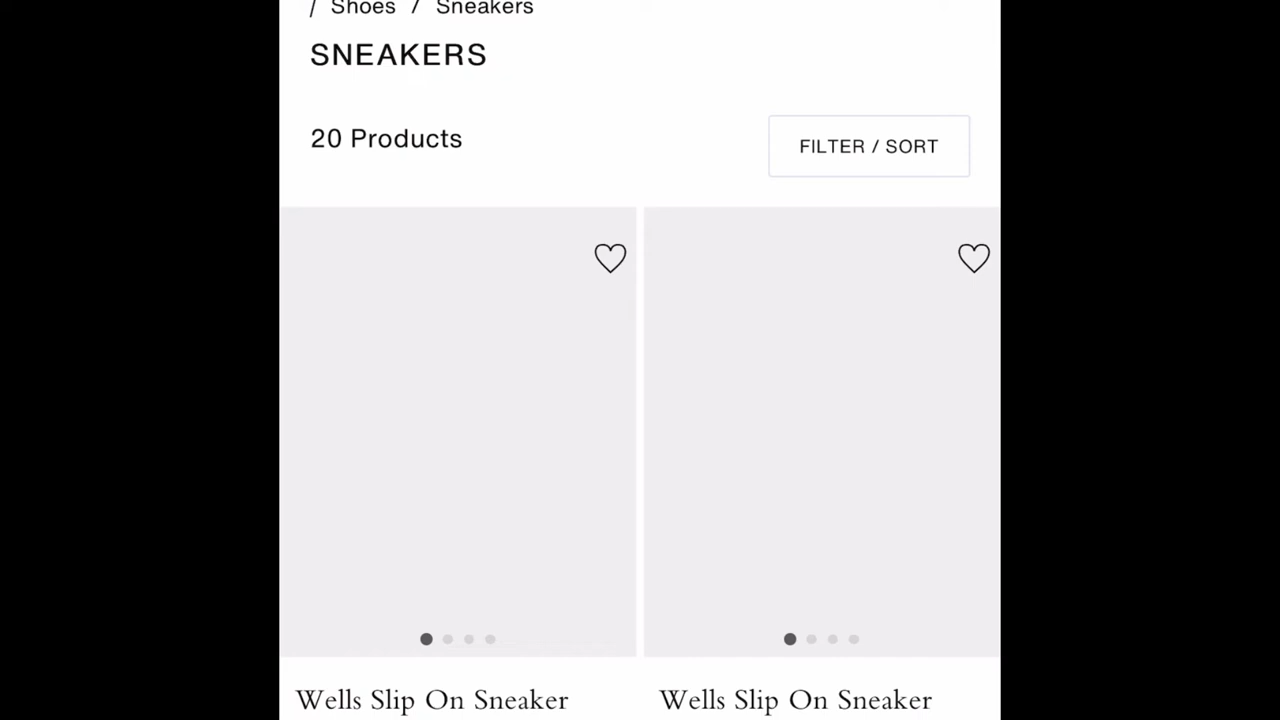 / Shoes / Sneakers
SNEAKERS
20 Products
FILTER / SORT
Wells Slip On Sneaker
Wells Slip On Sneaker